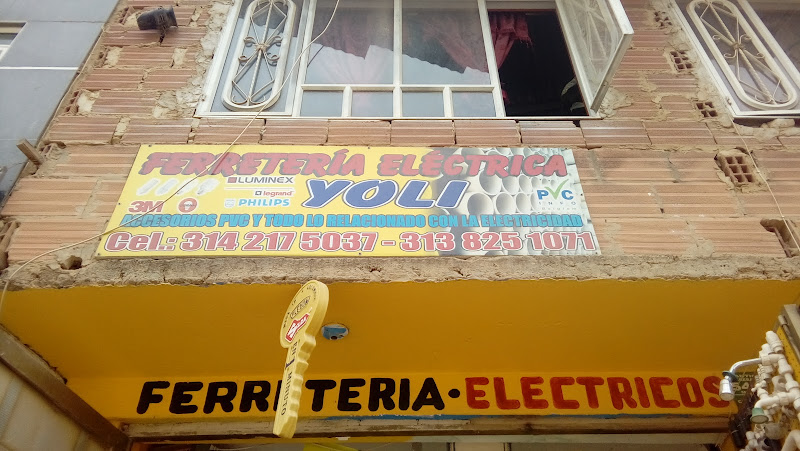 FERRETERÍA ELÉCTRICA
LUMINEX
legrand
3M
PHILIPS
YOLI
PVC
ACCESORIOS PVC Y TODO LO RELACIONADO CON LA ELECTRICIDAD
Cel.: 314 217 5037 - 313 825 1071
FERRETERIA · ELECTRICOS